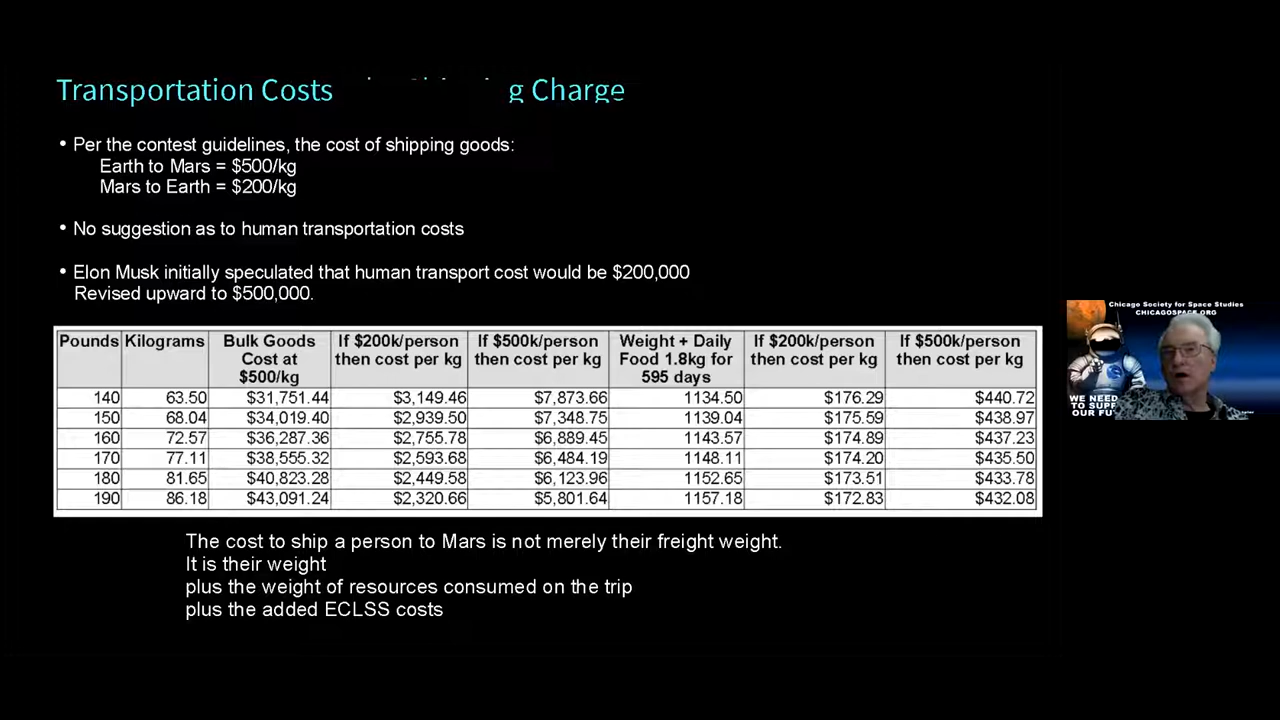 Transportation Costs g Charge
• Per the contest guidelines, the cost of shipping goods:
Earth to Mars = $500/kg
Mars to Earth = $200/kg
• No suggestion as to human transportation costs
• Elon Musk initially speculated that human transport cost would be $200,000
Revised upward to $500,000.
Pounds Kilograms Bulk Goods If $200k/person If $500k/person Weight + Daily If $200k/person If $500k/person
Cost at then cost per kg then cost per kg Food 1.8kg for then cost per kg then cost per kg
$500/kg 595 days
140 63.50 $31,751.44 $3,149.46 $7,873.66 1134.50 $176.29 $440.72
150 68.04 $34,019.40 $2,939.50 $7,348.75 1139.04 $175.59 $438.97
160 72.57 $36,287.36 $2,755.78 $6,889.45 1143.57 $174.89 $437.23
170 77.11 $38,555.32 $2,593.68 $6,484.19 1148.11 $174.20 $435.50
180 81.65 $40,823.28 $2,449.58 $6,123.96 1152.65 $173.51 $433.78
190 86.18 $43,091.24 $2,320.66 $5,801.64 1157.18 $172.83 $432.08
The cost to ship a person to Mars is not merely their freight weight.
It is their weight
plus the weight of resources consumed on the trip
plus the added ECLSS costs
Chicago Society for Space Studies
CHICAGOSPACE.ORG
WE NEED
TO SUPP
OUR FU